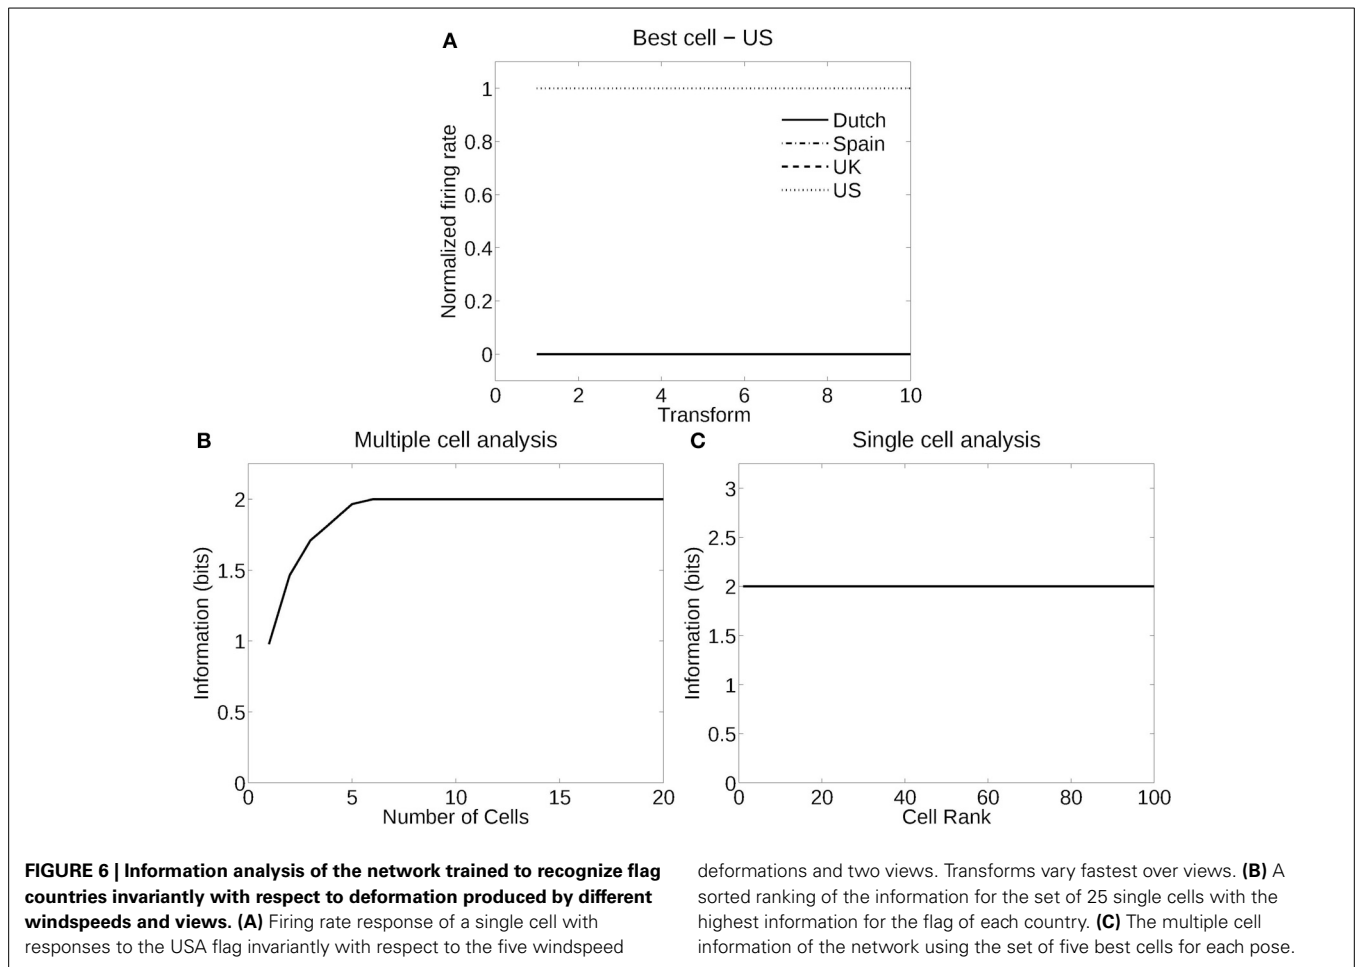 A
Best cell – US
Normalized firing rate
1
0.8
0.6
0.4
0.2
0
Dutch
Spain
UK
US
0 2 4 6 8 10
Transform
B
Multiple cell analysis
Information (bits)
2
1.5
1
0.5
0
0 5 10 15 20
Number of Cells
C
Single cell analysis
Information (bits)
3
2.5
2
1.5
1
0.5
0
0 20 40 60 80 100
Cell Rank
FIGURE 6 | Information analysis of the network trained to recognize flag
countries invariantly with respect to deformation produced by different
windspeeds and views. (A) Firing rate response of a single cell with
responses to the USA flag invariantly with respect to the five windspeed
deformations and two views. Transforms vary fastest over views. (B) A
sorted ranking of the information for the set of 25 single cells with the
highest information for the flag of each country. (C) The multiple cell
information of the network using the set of five best cells for each pose.